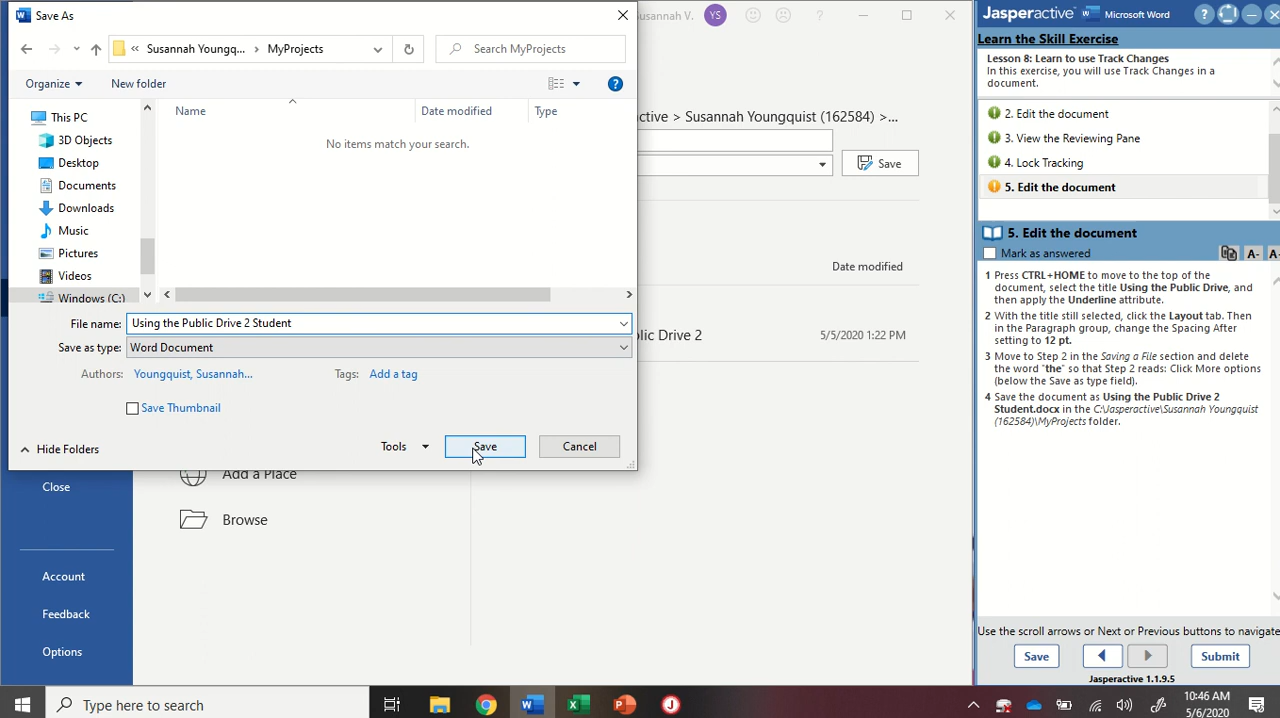 Save As
Susannah Youngq... > MyProjects
Search MyProjects
Organize
New folder
This PC
3D Objects
Desktop
Documents
Downloads
Music
Pictures
Videos
Windows (C:)
Name
Date modified
Type
No items match your search.
File name: Using the Public Drive 2 Student
Save as type: Word Document
Authors: Youngquist, Susannah...
Tags: Add a tag
Save Thumbnail
Hide Folders
Tools
Save
Cancel
usannah V.
YS
?
ctive > Susannah Youngquist (162584) >...
Save
Date modified
lic Drive 2
5/5/2020 1:22 PM
Add a Place
Browse
Close
Account
Feedback
Options
Jasperactive
Microsoft Word
Learn the Skill Exercise
Lesson 8: Learn to use Track Changes
In this exercise, you will use Track Changes in a
document.
2. Edit the document
3. View the Reviewing Pane
4. Lock Tracking
5. Edit the document
5. Edit the document
Mark as answered
A-
A
1 Press CTRL+HOME to move to the top of the
document, select the title Using the Public Drive, and
then apply the Underline attribute.
2 With the title still selected, click the Layout tab. Then
in the Paragraph group, change the Spacing After
setting to 12 pt.
3 Move to Step 2 in the Saving a File section and delete
the word "the" so that Step 2 reads: Click More options
(below the Save as type field).
4 Save the document as Using the Public Drive 2
Student.docx in the C:\Jasperactive\Susannah Youngquist
(162584)\MyProjects folder.
Use the scroll arrows or Next or Previous buttons to navigate
Save
Submit
Jasperactive 1.1.9.5
Type here to search
10:46 AM
5/6/2020